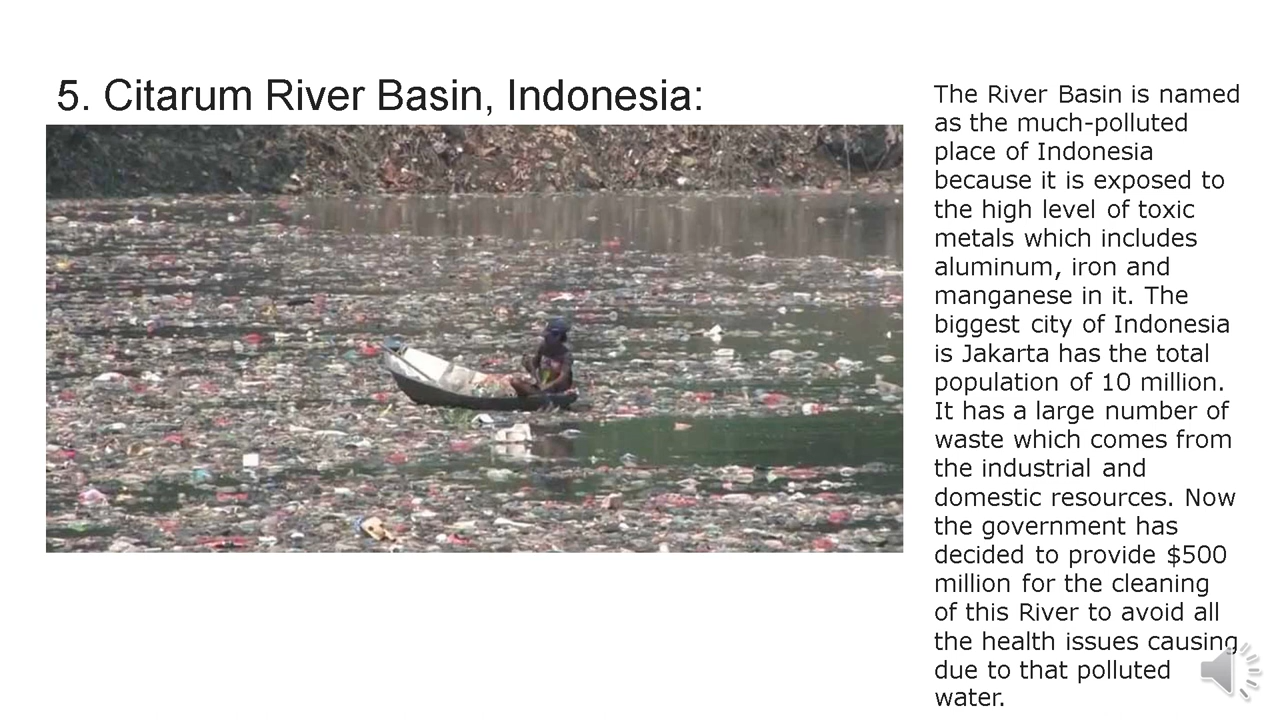 5. Citarum River Basin, Indonesia:
The River Basin is named
as the much-polluted
place of Indonesia
because it is exposed to
the high level of toxic
metals which includes
aluminum, iron and
manganese in it. The
biggest city of Indonesia
is Jakarta has the total
population of 10 million.
It has a large number of
waste which comes from
the industrial and
domestic resources. Now
the government has
decided to provide $500
million for the cleaning
of this River to avoid all
the health issues causing
due to that polluted
water.